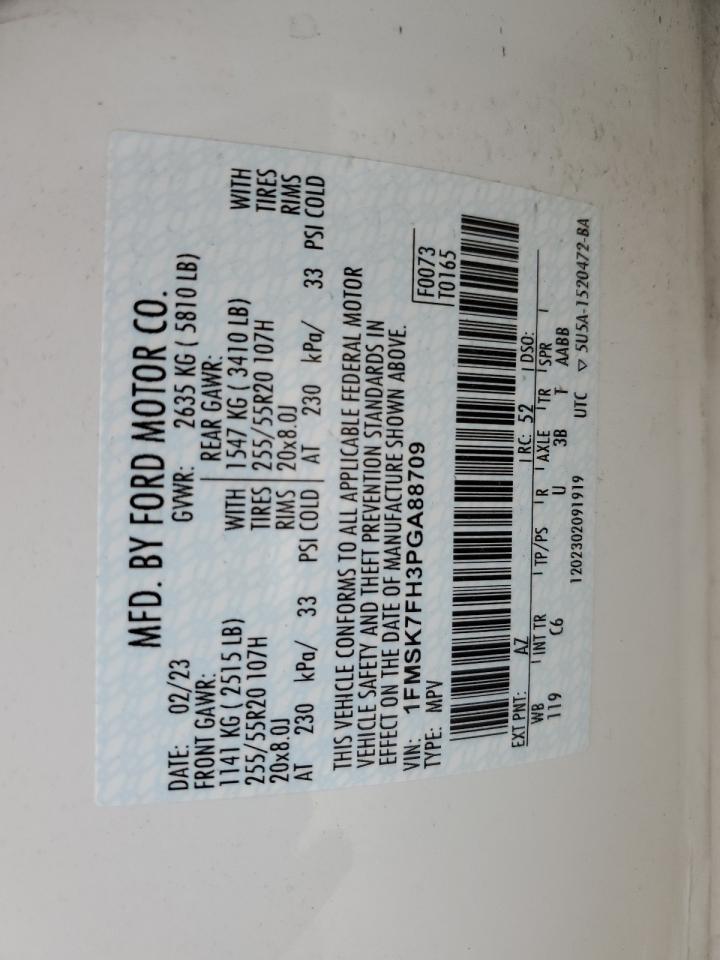 MFD. BY FORD MOTOR CO.
DATE: 02/23 GVWR: 2635 KG ( 5810 LB)
FRONT GAWR: REAR GAWR:
1141 KG ( 2515 LB) WITH 1547 KG ( 3410 LB) WITH
255/55R20 107H TIRES 255/55R20 107H TIRES
20x8.0J RIMS 20x8.0J RIMS
AT 230 kPa/ 33 PSI COLD AT 230 kPa/ 33 PSI COLD
THIS VEHICLE CONFORMS TO ALL APPLICABLE FEDERAL MOTOR
VEHICLE SAFETY AND THEFT PREVENTION STANDARDS IN
EFFECT ON THE DATE OF MANUFACTURE SHOWN ABOVE.
VIN: 1FMSK7FH3PGA88709 F0073
TYPE: MPV T0165
EXT PNT: AZ RC: 52 DSO:
WB INT TR TP/PS R AXLE TR SPR
119 C6 U 3B T AABB
1202302091919 UTC ▽ 5U5A-1520472-BA